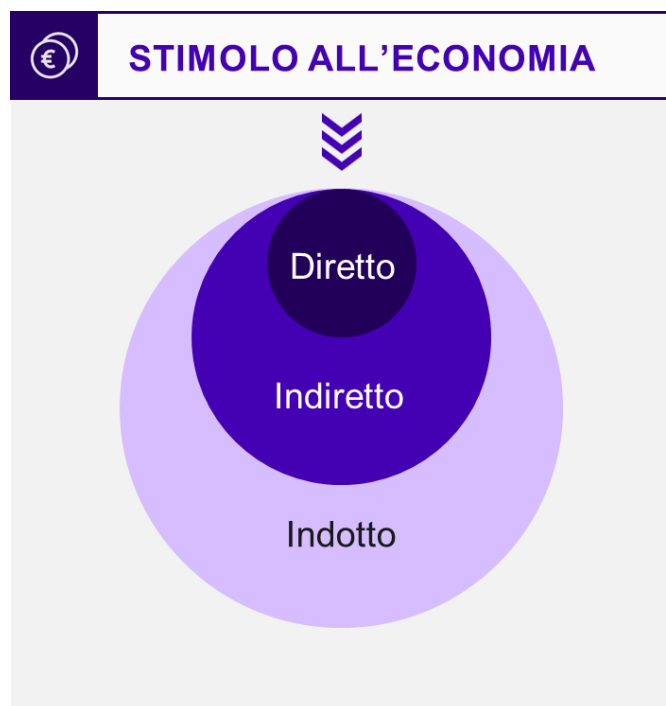 €
STIMOLO ALL’ECONOMIA
Diretto
Indiretto
Indotto